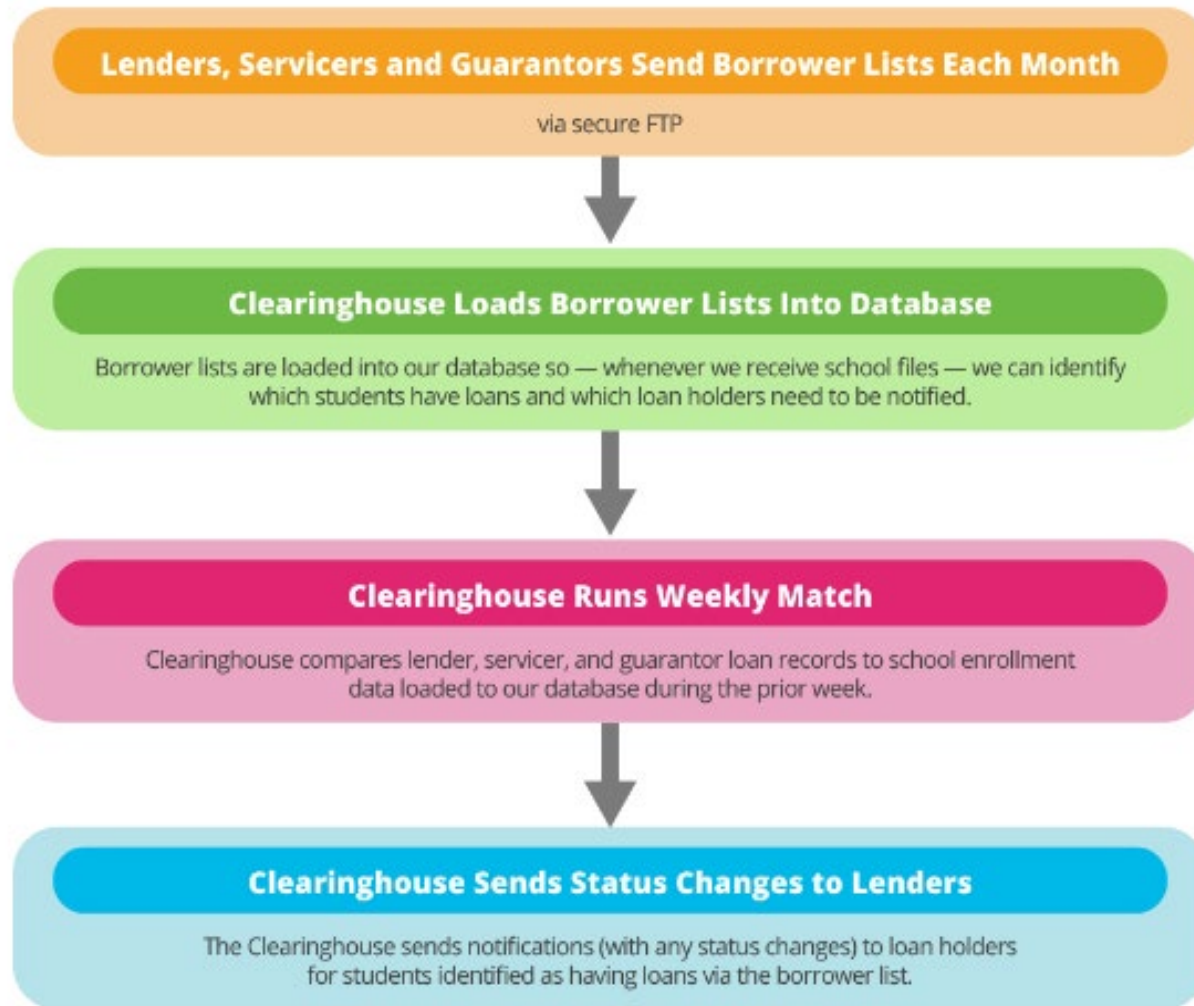 Lenders, Servicers and Guarantors Send Borrower Lists Each Month
via secure FTP
Clearinghouse Loads Borrower Lists Into Database
Borrower lists are loaded into our database so — whenever we receive school files — we can identify
which students have loans and which loan holders need to be notified.
Clearinghouse Runs Weekly Match
Clearinghouse compares lender, servicer, and guarantor loan records to school enrollment
data loaded to our database during the prior week.
Clearinghouse Sends Status Changes to Lenders
The Clearinghouse sends notifications (with any status changes) to loan holders
for students identified as having loans via the borrower list.